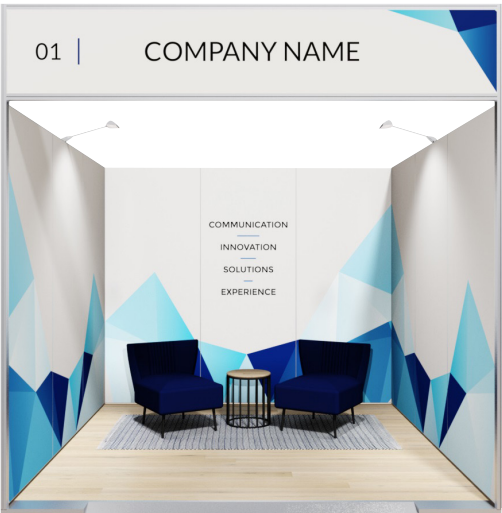 01 | COMPANY NAME
COMMUNICATION
INNOVATION
SOLUTIONS
EXPERIENCE